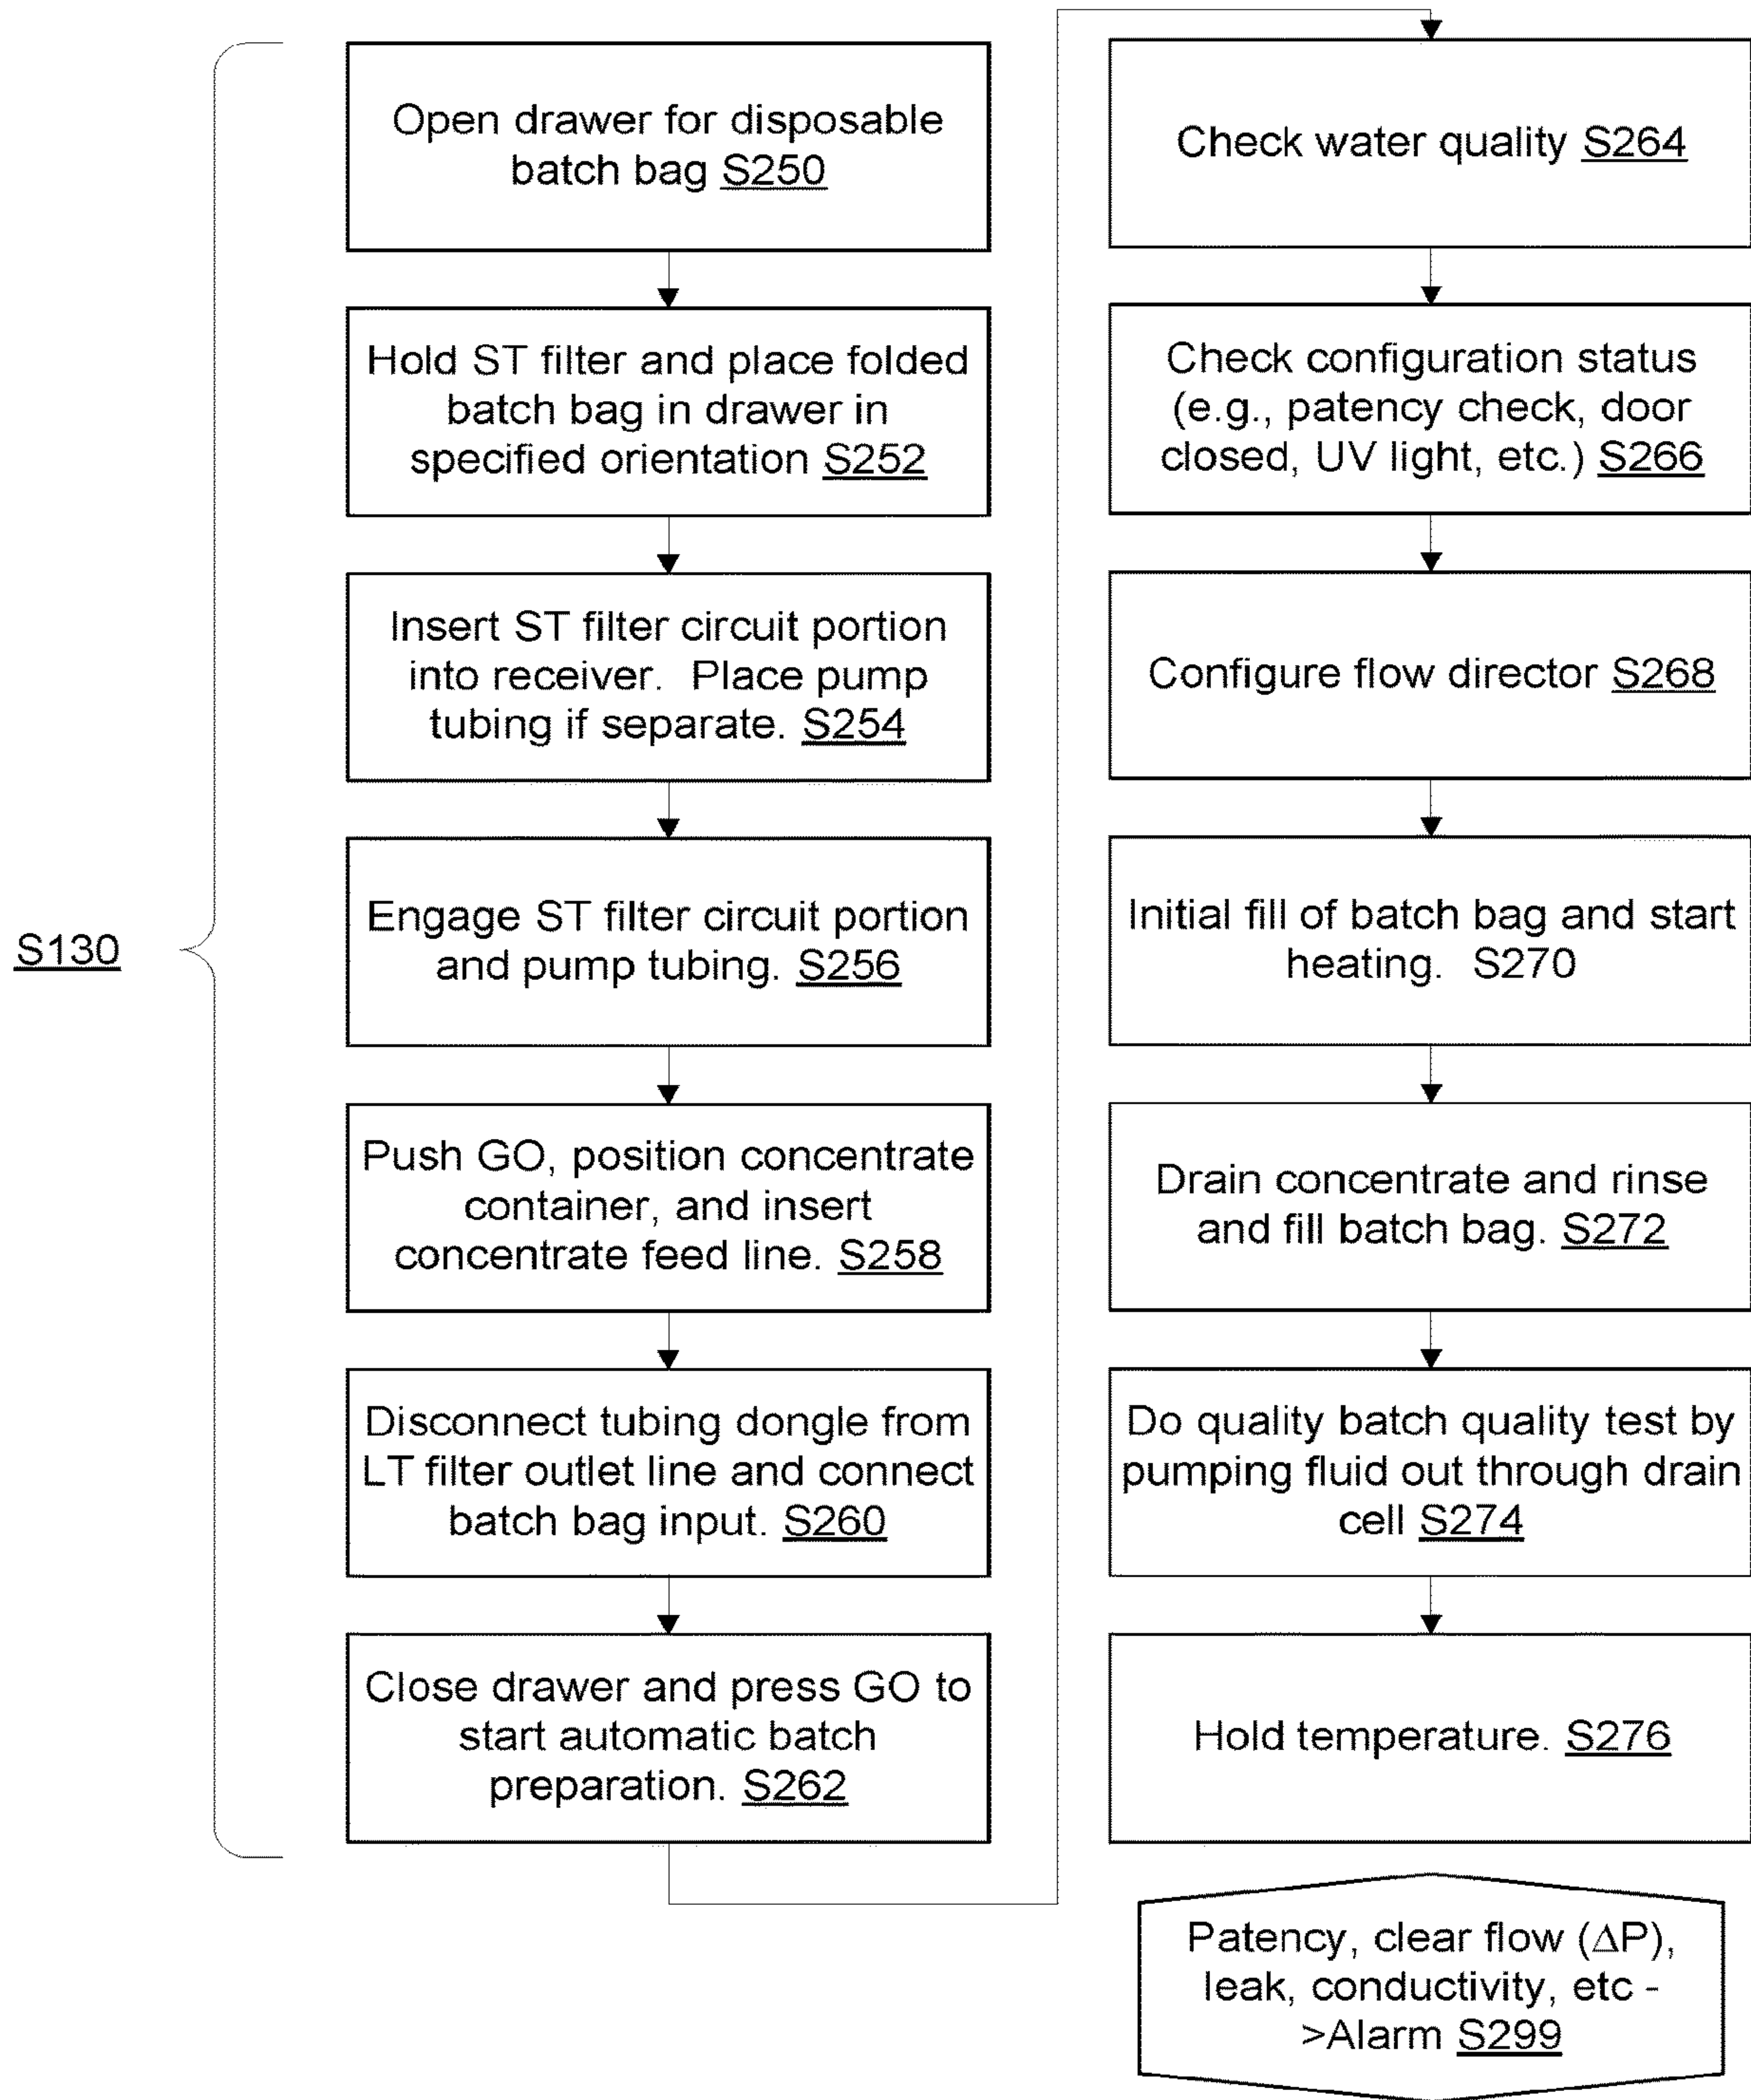 S130
Open drawer for disposable
batch bag S250
Hold ST filter and place folded
batch bag in drawer in
specified orientation S252
Insert ST filter circuit portion
into receiver.  Place pump
tubing if separate. S254
Engage ST filter circuit portion
and pump tubing. S256
Push GO, position concentrate
container, and insert
concentrate feed line. S258
Disconnect tubing dongle from
LT filter outlet line and connect
batch bag input. S260
Close drawer and press GO to
start automatic batch
preparation. S262
Check water quality S264
Check configuration status
(e.g., patency check, door
closed, UV light, etc.) S266
Configure flow director S268
Initial fill of batch bag and start
heating.  S270
Drain concentrate and rinse
and fill batch bag. S272
Do quality batch quality test by
pumping fluid out through drain
cell S274
Hold temperature. S276
Patency, clear flow (ΔP),
leak, conductivity, etc -
>Alarm S299